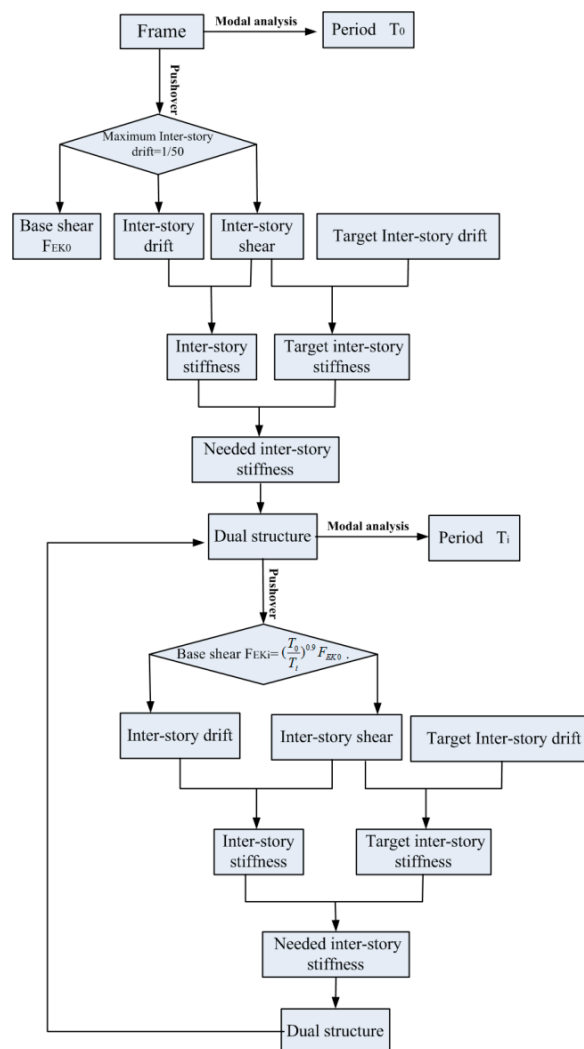 Frame
Modal analysis
Period T₀
Pushover
Maximum Inter-story
drift=1/50
Base shear
FEK0
Inter-story
drift
Inter-story
shear
Target Inter-story drift
Inter-story
stiffness
Target inter-story
stiffness
Needed inter-story
stiffness
Dual structure
Modal analysis
Period Tᵢ
Pushover
Base shear FEKi=(T₀/Tᵢ)^0.9 F_EK0 .
Inter-story drift
Inter-story shear
Target Inter-story drift
Inter-story
stiffness
Target inter-story
stiffness
Needed inter-story
stiffness
Dual structure